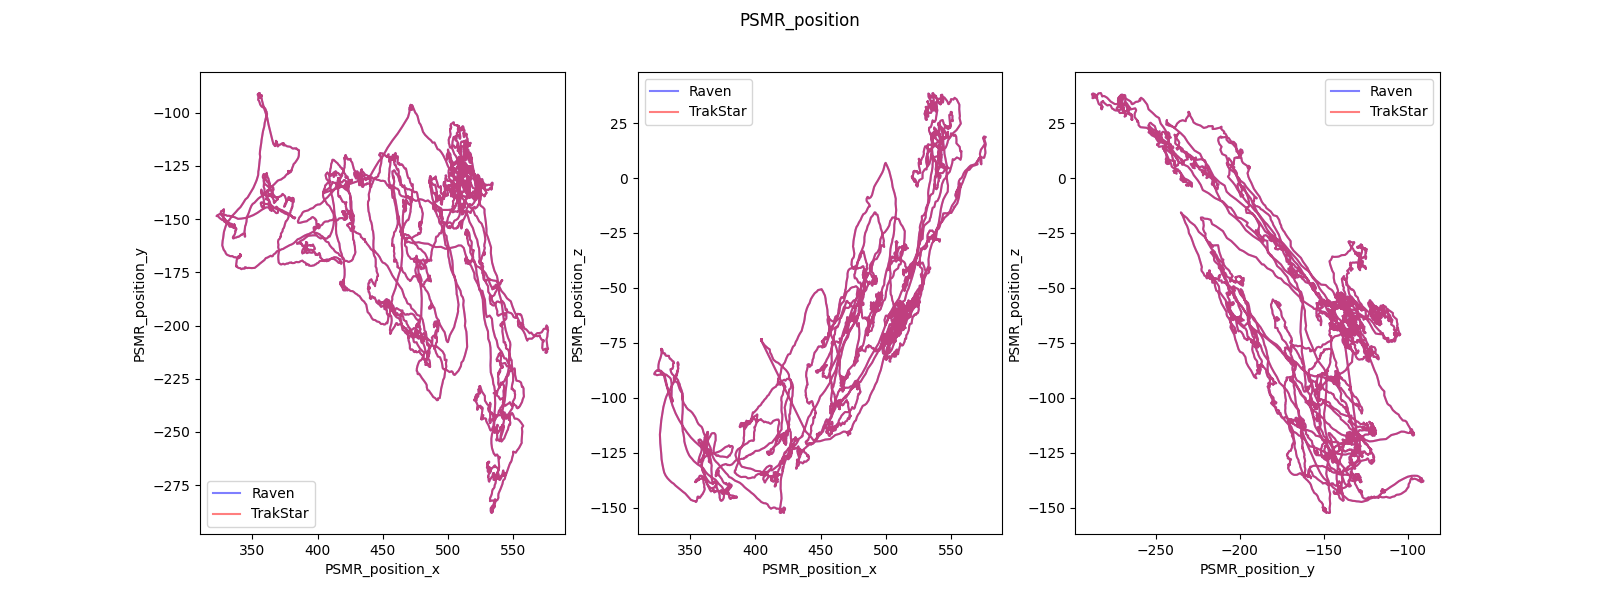 PSMR_position
PSMR_position_y
−100
−125
−150
−175
−200
−225
−250
−275
Raven
TrakStar
350
400
450
500
550
PSMR_position_x
PSMR_position_z
25
0
−25
−50
−75
−100
−125
−150
Raven
TrakStar
350
400
450
500
550
PSMR_position_x
PSMR_position_z
25
0
−25
−50
−75
−100
−125
−150
Raven
TrakStar
−250
−200
−150
−100
PSMR_position_y